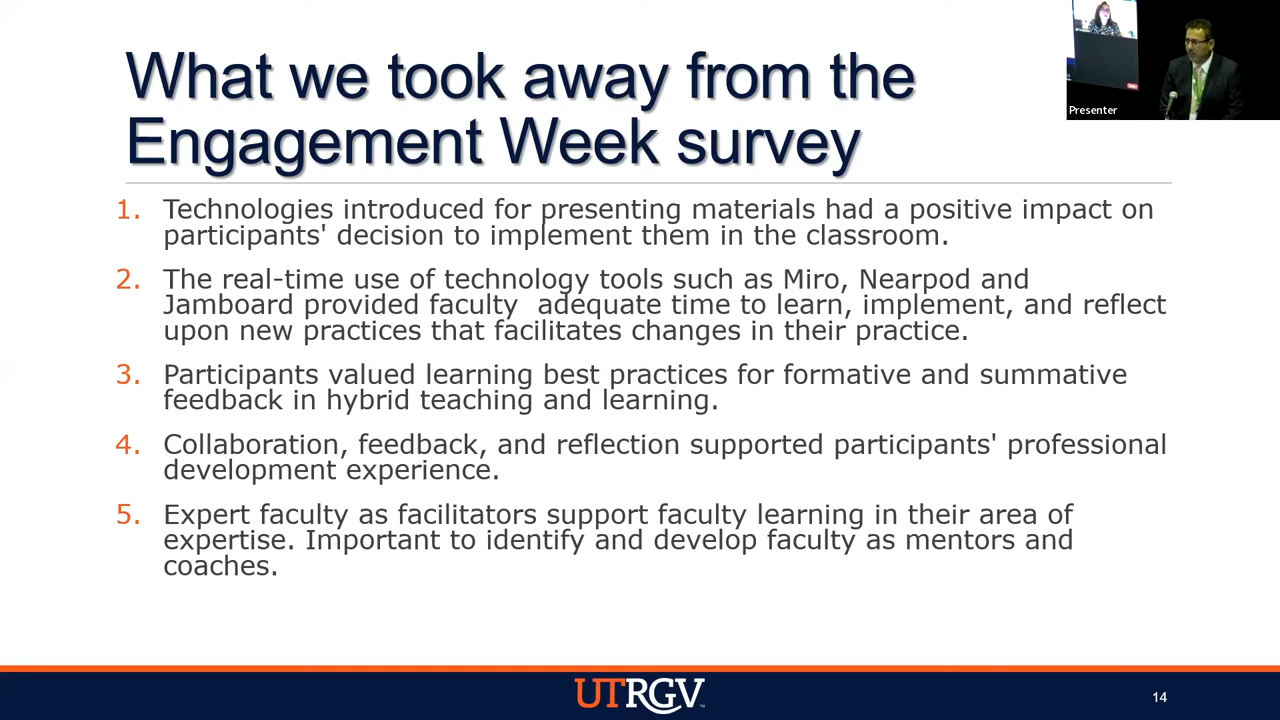 What we took away from the
Engagement Week survey
Presenter
1. Technologies introduced for presenting materials had a positive impact on
participants' decision to implement them in the classroom.
2. The real-time use of technology tools such as Miro, Nearpod and
Jamboard provided faculty  adequate time to learn, implement, and reflect
upon new practices that facilitates changes in their practice.
3. Participants valued learning best practices for formative and summative
feedback in hybrid teaching and learning.
4. Collaboration, feedback, and reflection supported participants' professional
development experience.
5. Expert faculty as facilitators support faculty learning in their area of
expertise. Important to identify and develop faculty as mentors and
coaches.
UTRGV
14